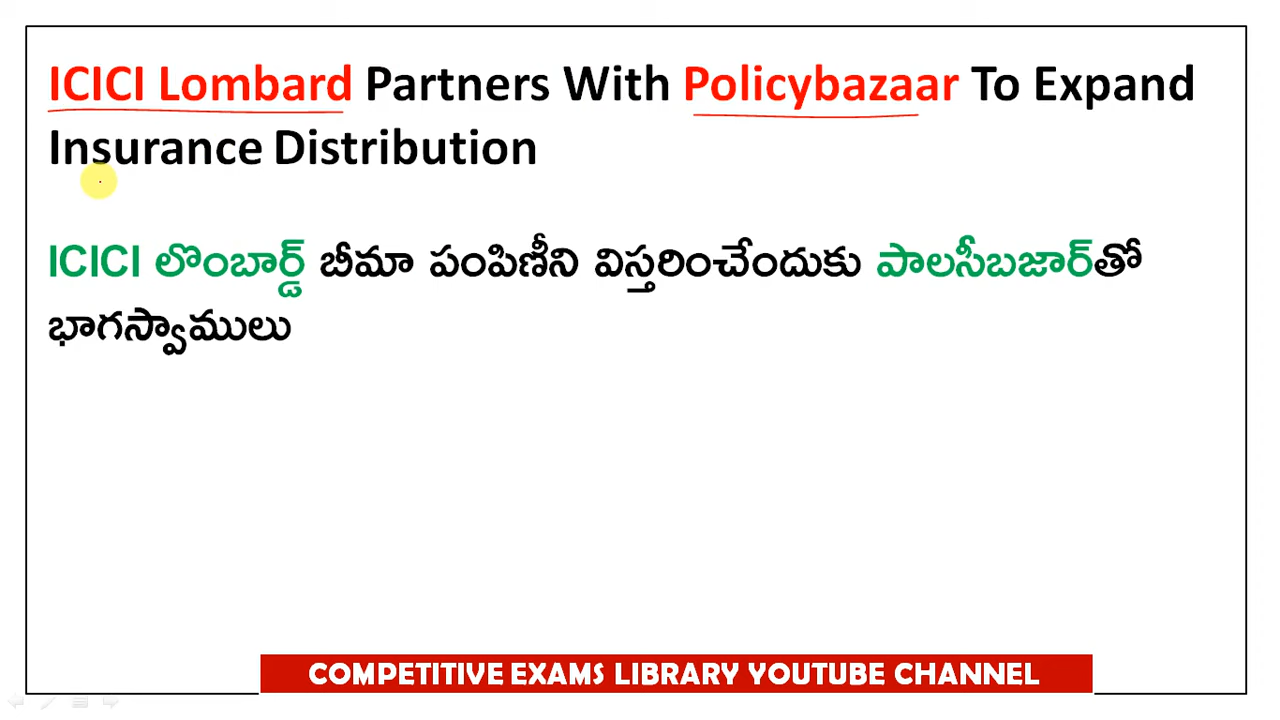 ICICI Lombard Partners With Policybazaar To Expand
Insurance Distribution
ICICI లొంబార్డ్ బీమా పంపిణీని విస్తరించేందుకు పాలసీబజార్‌తో
భాగస్వాములు
COMPETITIVE EXAMS LIBRARY YOUTUBE CHANNEL